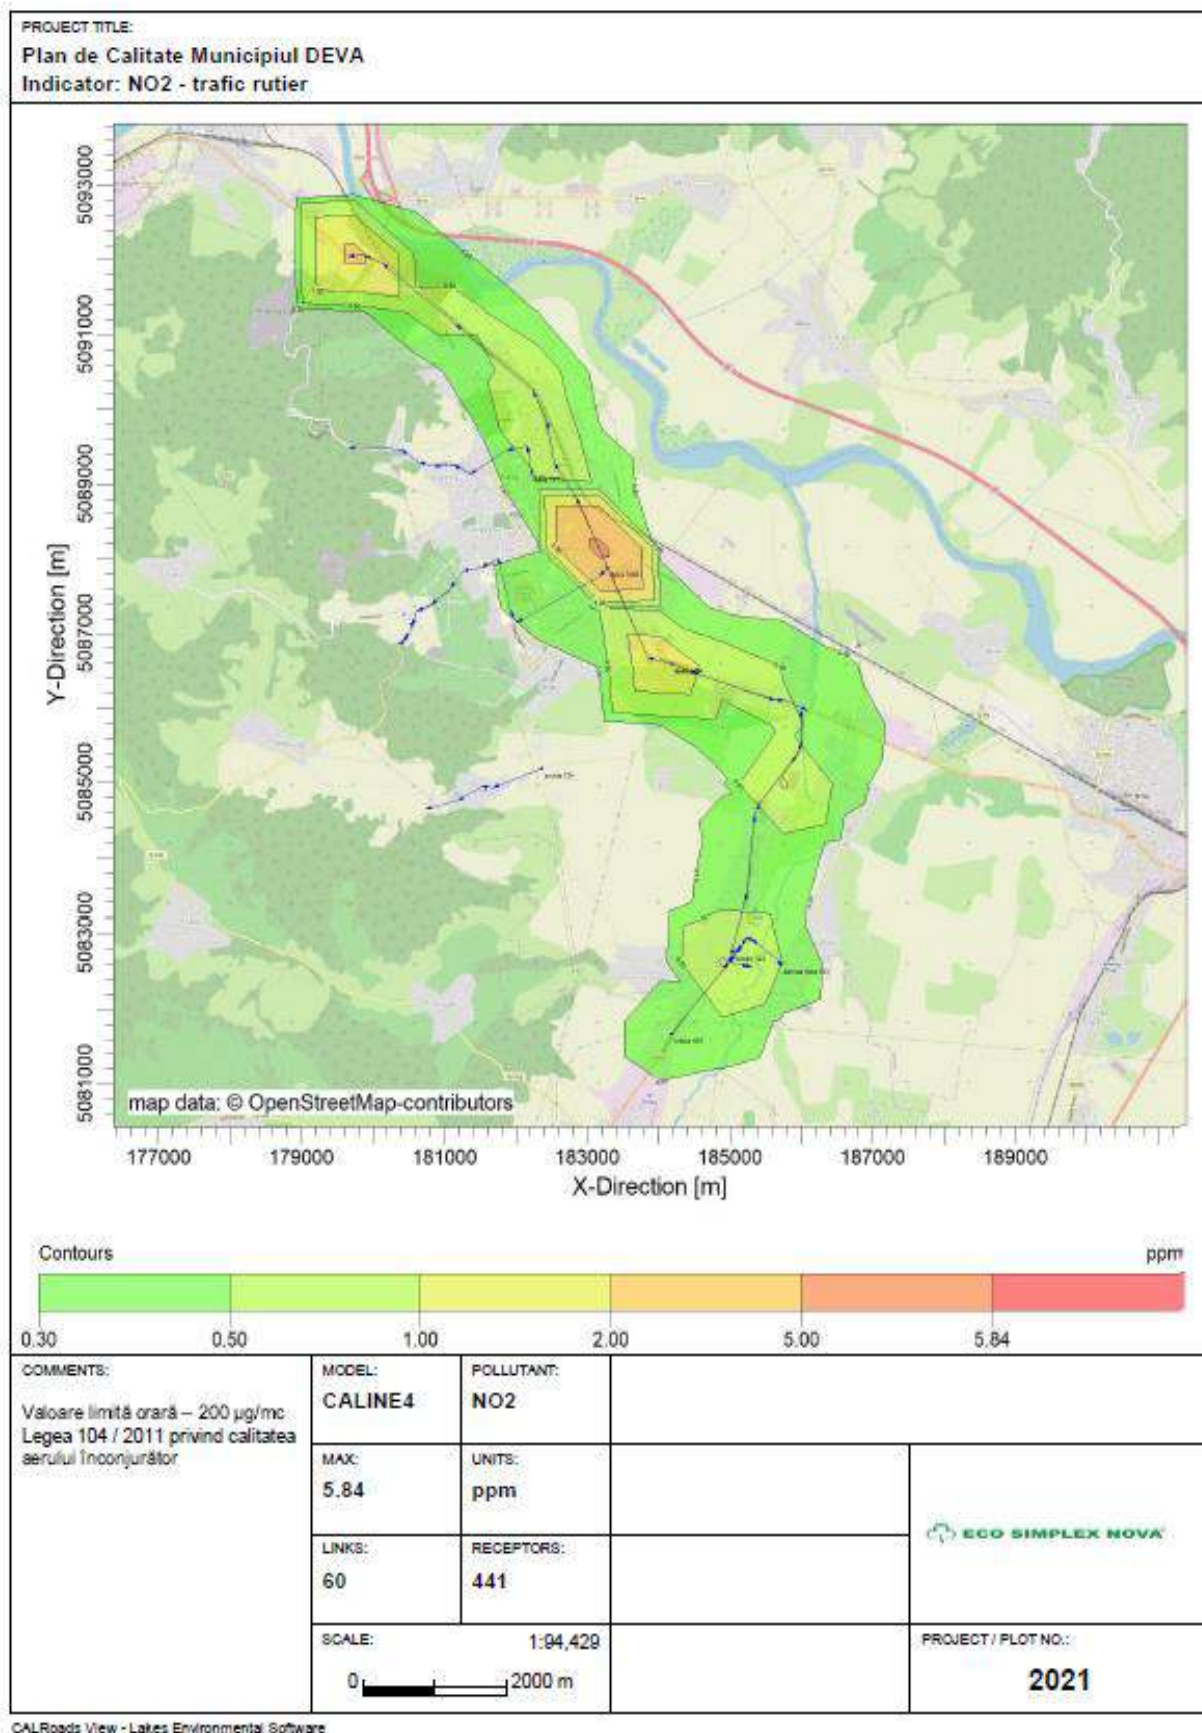 PROJECT TITLE:
Plan de Calitate Municipiul DEVA
Indicator: NO2 - trafic rutier
Y-Direction [m]
5093000
5091000
5089000
5087000
5085000
5083000
5081000
map data: © OpenStreetMap-contributors
177000 179000 181000 183000 185000 187000 189000
X-Direction [m]
Contours ppm
0.30 0.50 1.00 2.00 5.00 5.84
COMMENTS:
Valoare limită orară – 200 µg/mc
Legea 104 / 2011 privind calitatea
aerului înconjurător
MODEL:
CALINE4
POLLUTANT:
NO2
MAX:
5.84
UNITS:
ppm
LINKS:
60
RECEPTORS:
441
ECO SIMPLEX NOVA
SCALE:
1:94,429
0 2000 m
PROJECT / PLOT NO.:
2021
CALRoads View - Lakes Environmental Software